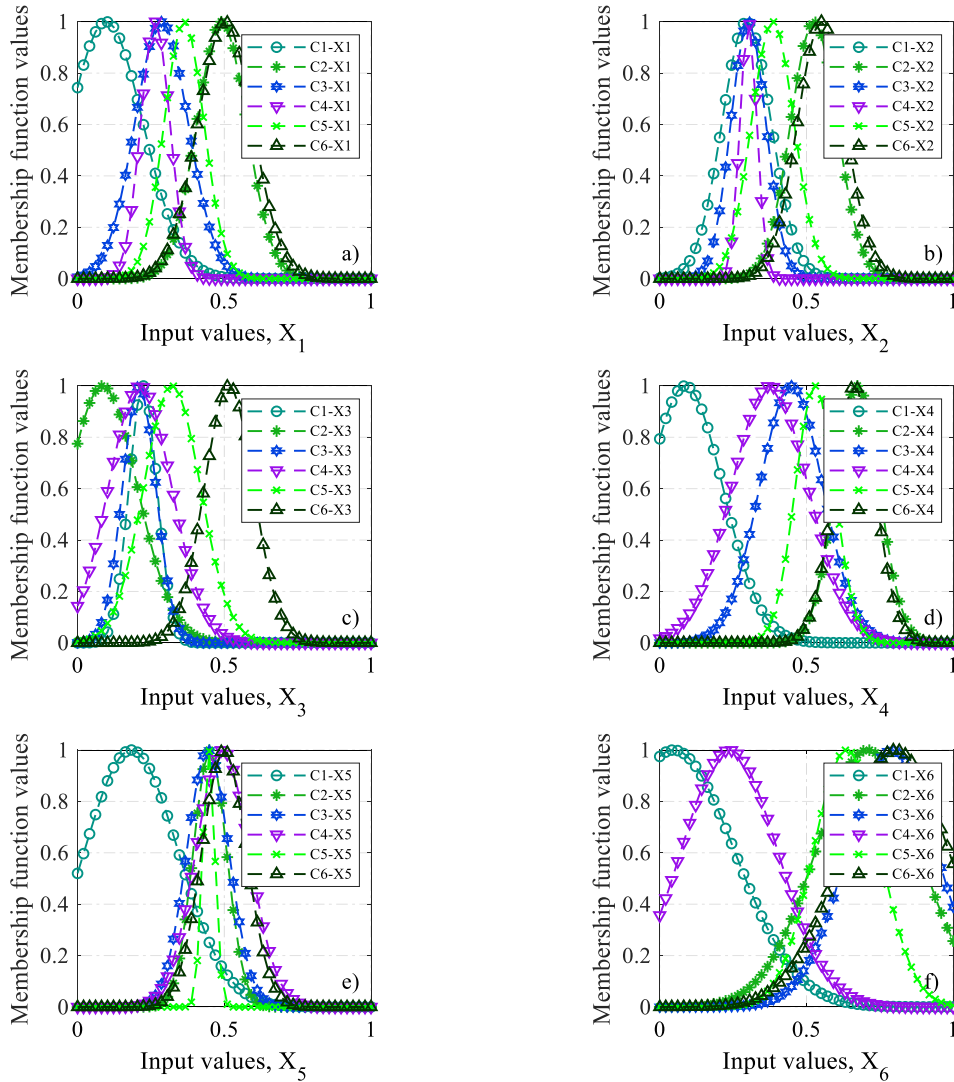 Membership function values
1
0.8
0.6
0.4
0.2
0
0 0.5 1
Input values, X1
C1-X1
C2-X1
C3-X1
C4-X1
C5-X1
C6-X1
a)
Membership function values
1
0.8
0.6
0.4
0.2
0
0 0.5 1
Input values, X2
C1-X2
C2-X2
C3-X2
C4-X2
C5-X2
C6-X2
b)
Membership function values
1
0.8
0.6
0.4
0.2
0
0 0.5 1
Input values, X3
C1-X3
C2-X3
C3-X3
C4-X3
C5-X3
C6-X3
c)
Membership function values
1
0.8
0.6
0.4
0.2
0
0 0.5 1
Input values, X4
C1-X4
C2-X4
C3-X4
C4-X4
C5-X4
C6-X4
d)
Membership function values
1
0.8
0.6
0.4
0.2
0
0 0.5 1
Input values, X5
C1-X5
C2-X5
C3-X5
C4-X5
C5-X5
C6-X5
e)
Membership function values
1
0.8
0.6
0.4
0.2
0
0 0.5 1
Input values, X6
C1-X6
C2-X6
C3-X6
C4-X6
C5-X6
C6-X6
f)